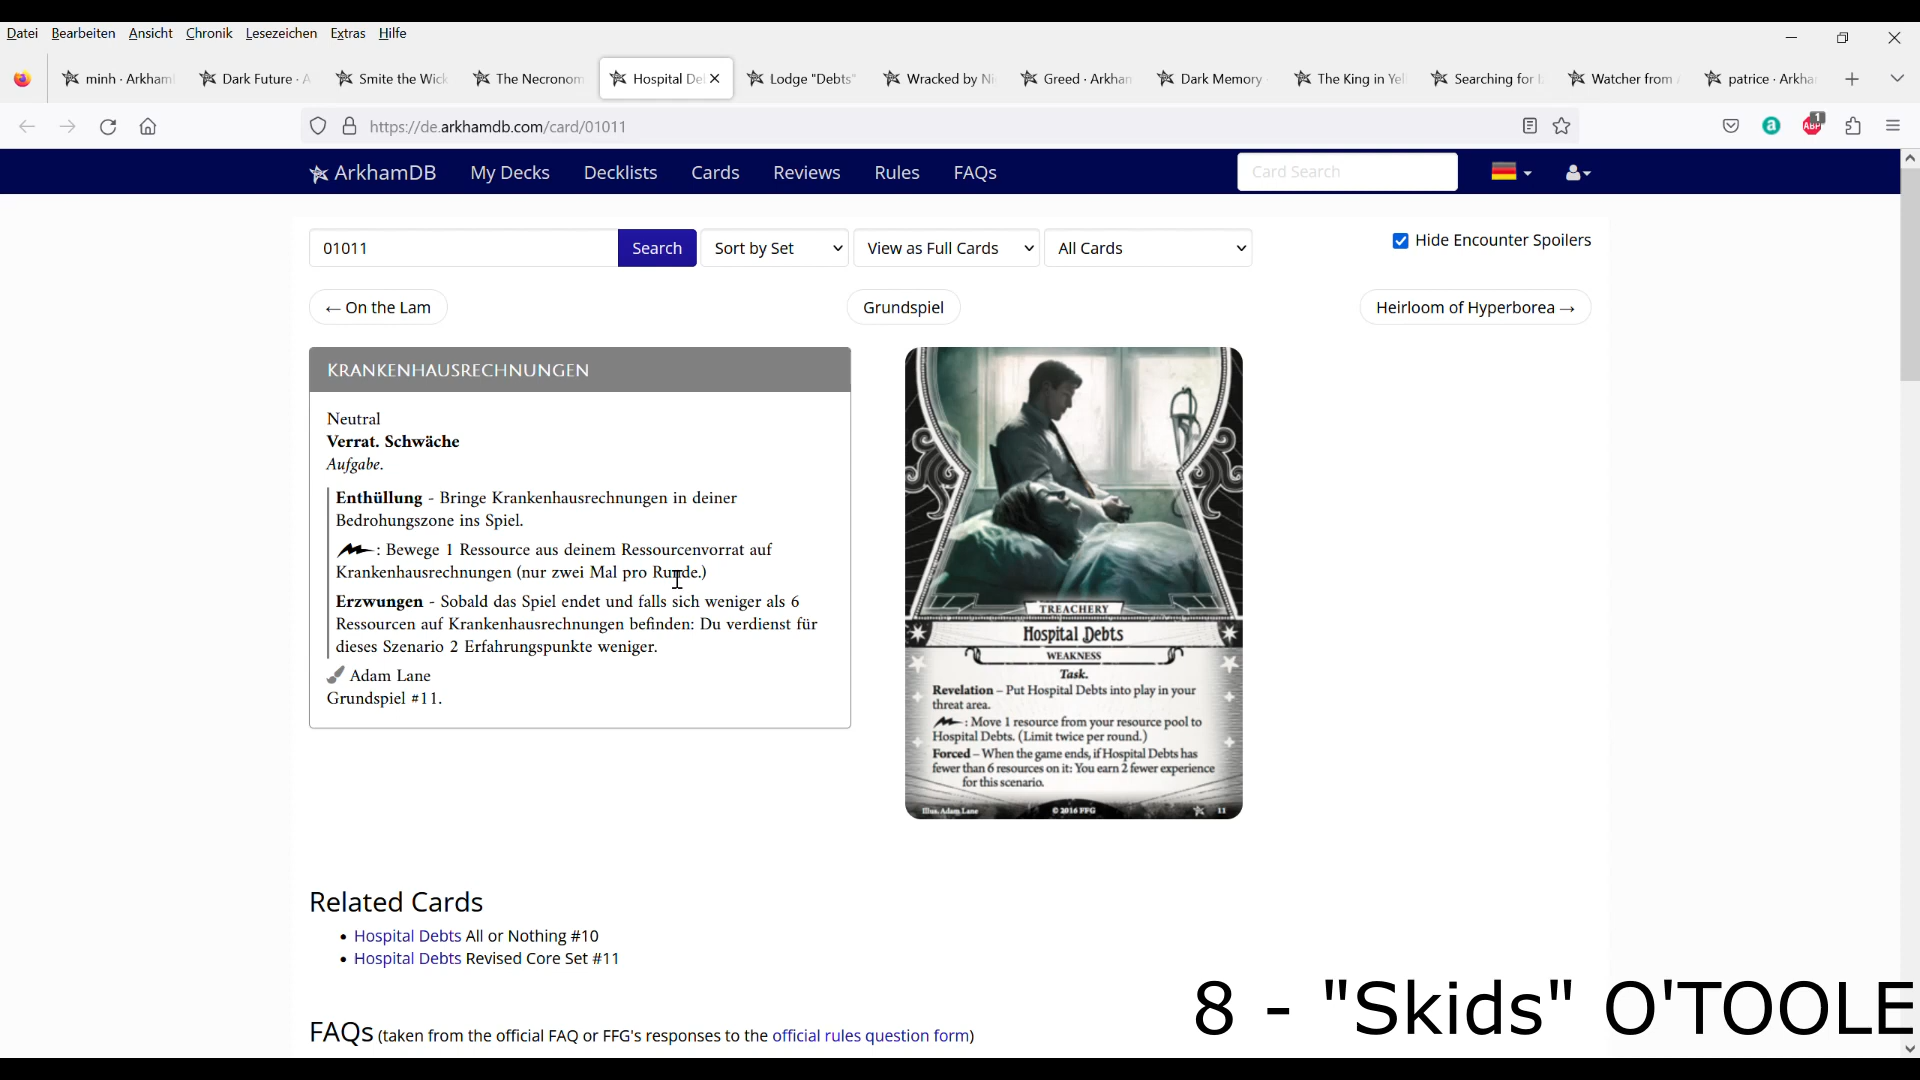 Datei Bearbeiten Ansicht Chronik Lesezeichen Extras Hilfe
minh · Arkham
Dark Future · A
Smite the Wick
The Necronom
Hospital De
Lodge "Debts"
Wracked by Ni
Greed · Arkham
Dark Memory
The King in Yel
Searching for
Watcher from
patrice · Arkha
https://de.arkhamdb.com/card/01011
ABP
1
ArkhamDB My Decks Decklists Cards Reviews Rules FAQs Card Search
01011 Search Sort by Set View as Full Cards All Cards Hide Encounter Spoilers
← On the Lam Grundspiel Heirloom of Hyperborea →
KRANKENHAUSRECHNUNGEN
Neutral
Verrat. Schwäche
Aufgabe.
Enthüllung - Bringe Krankenhausrechnungen in deiner
Bedrohungszone ins Spiel.
: Bewege 1 Ressource aus deinem Ressourcenvorrat auf
Krankenhausrechnungen (nur zwei Mal pro Runde.)
Erzwungen - Sobald das Spiel endet und falls sich weniger als 6
Ressourcen auf Krankenhausrechnungen befinden: Du verdienst für
dieses Szenario 2 Erfahrungspunkte weniger.
Adam Lane
Grundspiel #11.
TREACHERY
Hospital Debts
WEAKNESS
Task.
Revelation – Put Hospital Debts into play in your
threat area.
: Move 1 resource from your resource pool to
Hospital Debts. (Limit twice per round.)
Forced – When the game ends, if Hospital Debts has
fewer than 6 resources on it: You earn 2 fewer experience
for this scenario.
Illus. Adam Lane © 2016 FFG 11
Related Cards
Hospital Debts All or Nothing #10
Hospital Debts Revised Core Set #11
FAQs (taken from the official FAQ or FFG's responses to the official rules question form)
8 - "Skids" O'TOOLE